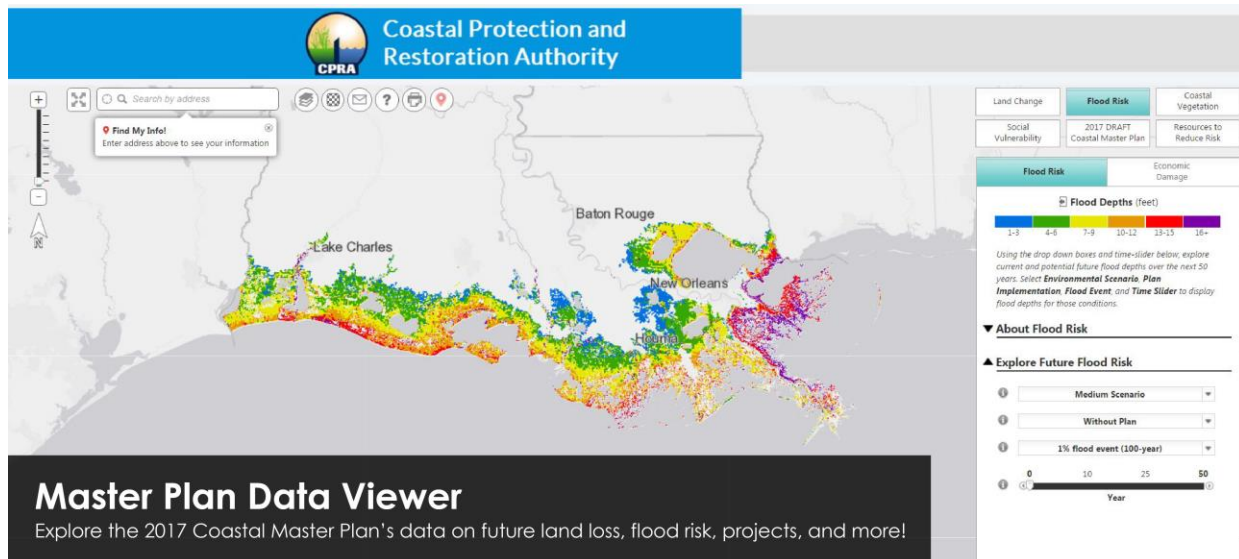 Coastal Protection and
Restoration Authority
CPRA
Search by address
Find My Info!
Enter address above to see your information
Baton Rouge
Lake Charles
New Orleans
Houma
N
Land Change
Flood Risk
Coastal
Vegetation
Social
Vulnerability
2017 DRAFT
Coastal Master Plan
Resources to
Reduce Risk
Flood Risk
Economic
Damage
Flood Depths (feet)
1-3 4-6 7-9 10-12 13-15 16+
Using the drop down boxes and time-slider below, explore
current and potential future flood depths over the next 50
years. Select Environmental Scenario, Plan
Implementation, Flood Event, and Time Slider to display
flood depths for those conditions.
About Flood Risk
Explore Future Flood Risk
Medium Scenario
Without Plan
1% flood event (100-year)
0 10 25 50
Year
Master Plan Data Viewer
Explore the 2017 Coastal Master Plan's data on future land loss, flood risk, projects, and more!